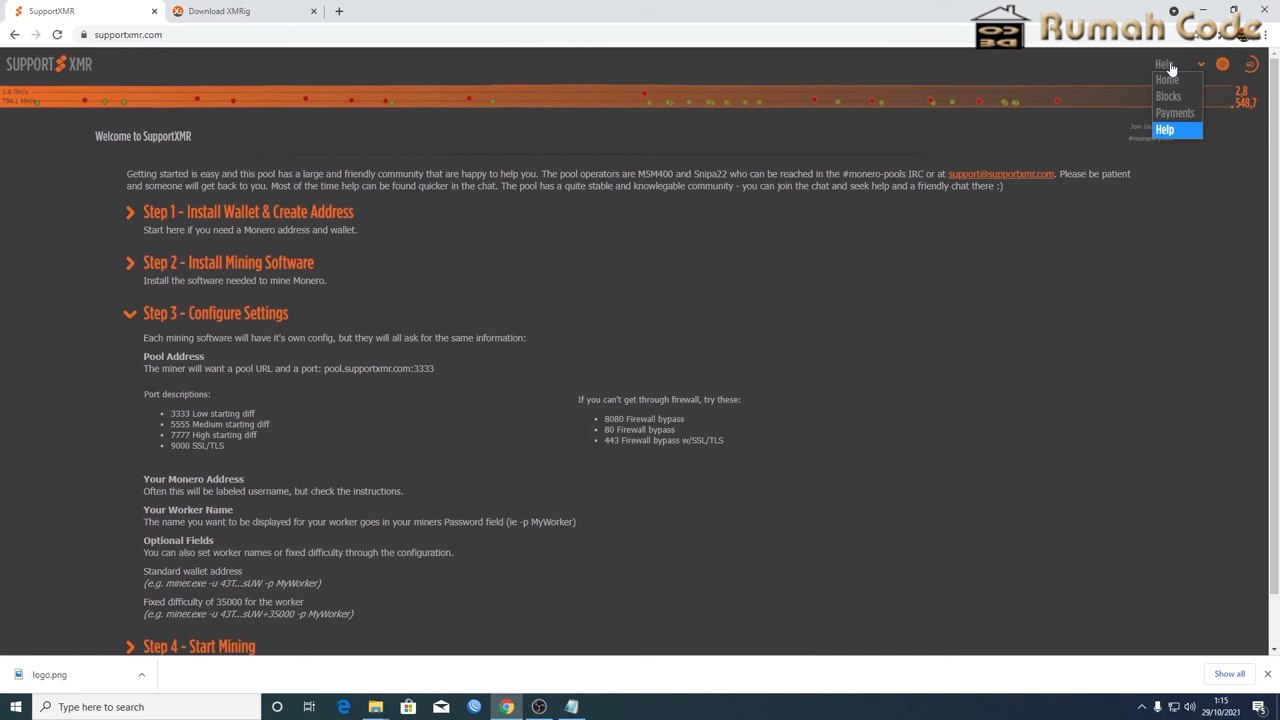 SupportXMR
Download XMRig
supportxmr.com
Rumah Code
SUPPORT XMR
Help
60
Home
Blocks
Payments
Help
1.6 GH/s
794.1 MH/s
2,8
548,7
Welcome to SupportXMR
Join Us
Getting started is easy and this pool has a large and friendly community that are happy to help you. The pool operators are M5M400 and Snipa22 who can be reached in the #monero-pools IRC or at support@supportxmr.com. Please be patient
and someone will get back to you. Most of the time help can be found quicker in the chat. The pool has a quite stable and knowlegable community - you can join the chat and seek help and a friendly chat there :)
Step 1 - Install Wallet & Create Address
Start here if you need a Monero address and wallet.
Step 2 - Install Mining Software
Install the software needed to mine Monero.
Step 3 - Configure Settings
Each mining software will have it's own config, but they will all ask for the same information:
Pool Address
The miner will want a pool URL and a port: pool.supportxmr.com:3333
Port descriptions:
3333 Low starting diff
5555 Medium starting diff
7777 High starting diff
9000 SSL/TLS
If you can't get through firewall, try these:
8080 Firewall bypass
80 Firewall bypass
443 Firewall bypass w/SSL/TLS
Your Monero Address
Often this will be labeled username, but check the instructions.
Your Worker Name
The name you want to be displayed for your worker goes in your miners Password field (ie -p MyWorker)
Optional Fields
You can also set worker names or fixed difficulty through the configuration.
Standard wallet address
(e.g. miner.exe -u 43T...sUW -p MyWorker)
Fixed difficulty of 35000 for the worker
(e.g. miner.exe -u 43T...sUW+35000 -p MyWorker)
Step 4 - Start Mining
logo.png
Show all
Type here to search
1:15
29/10/2021